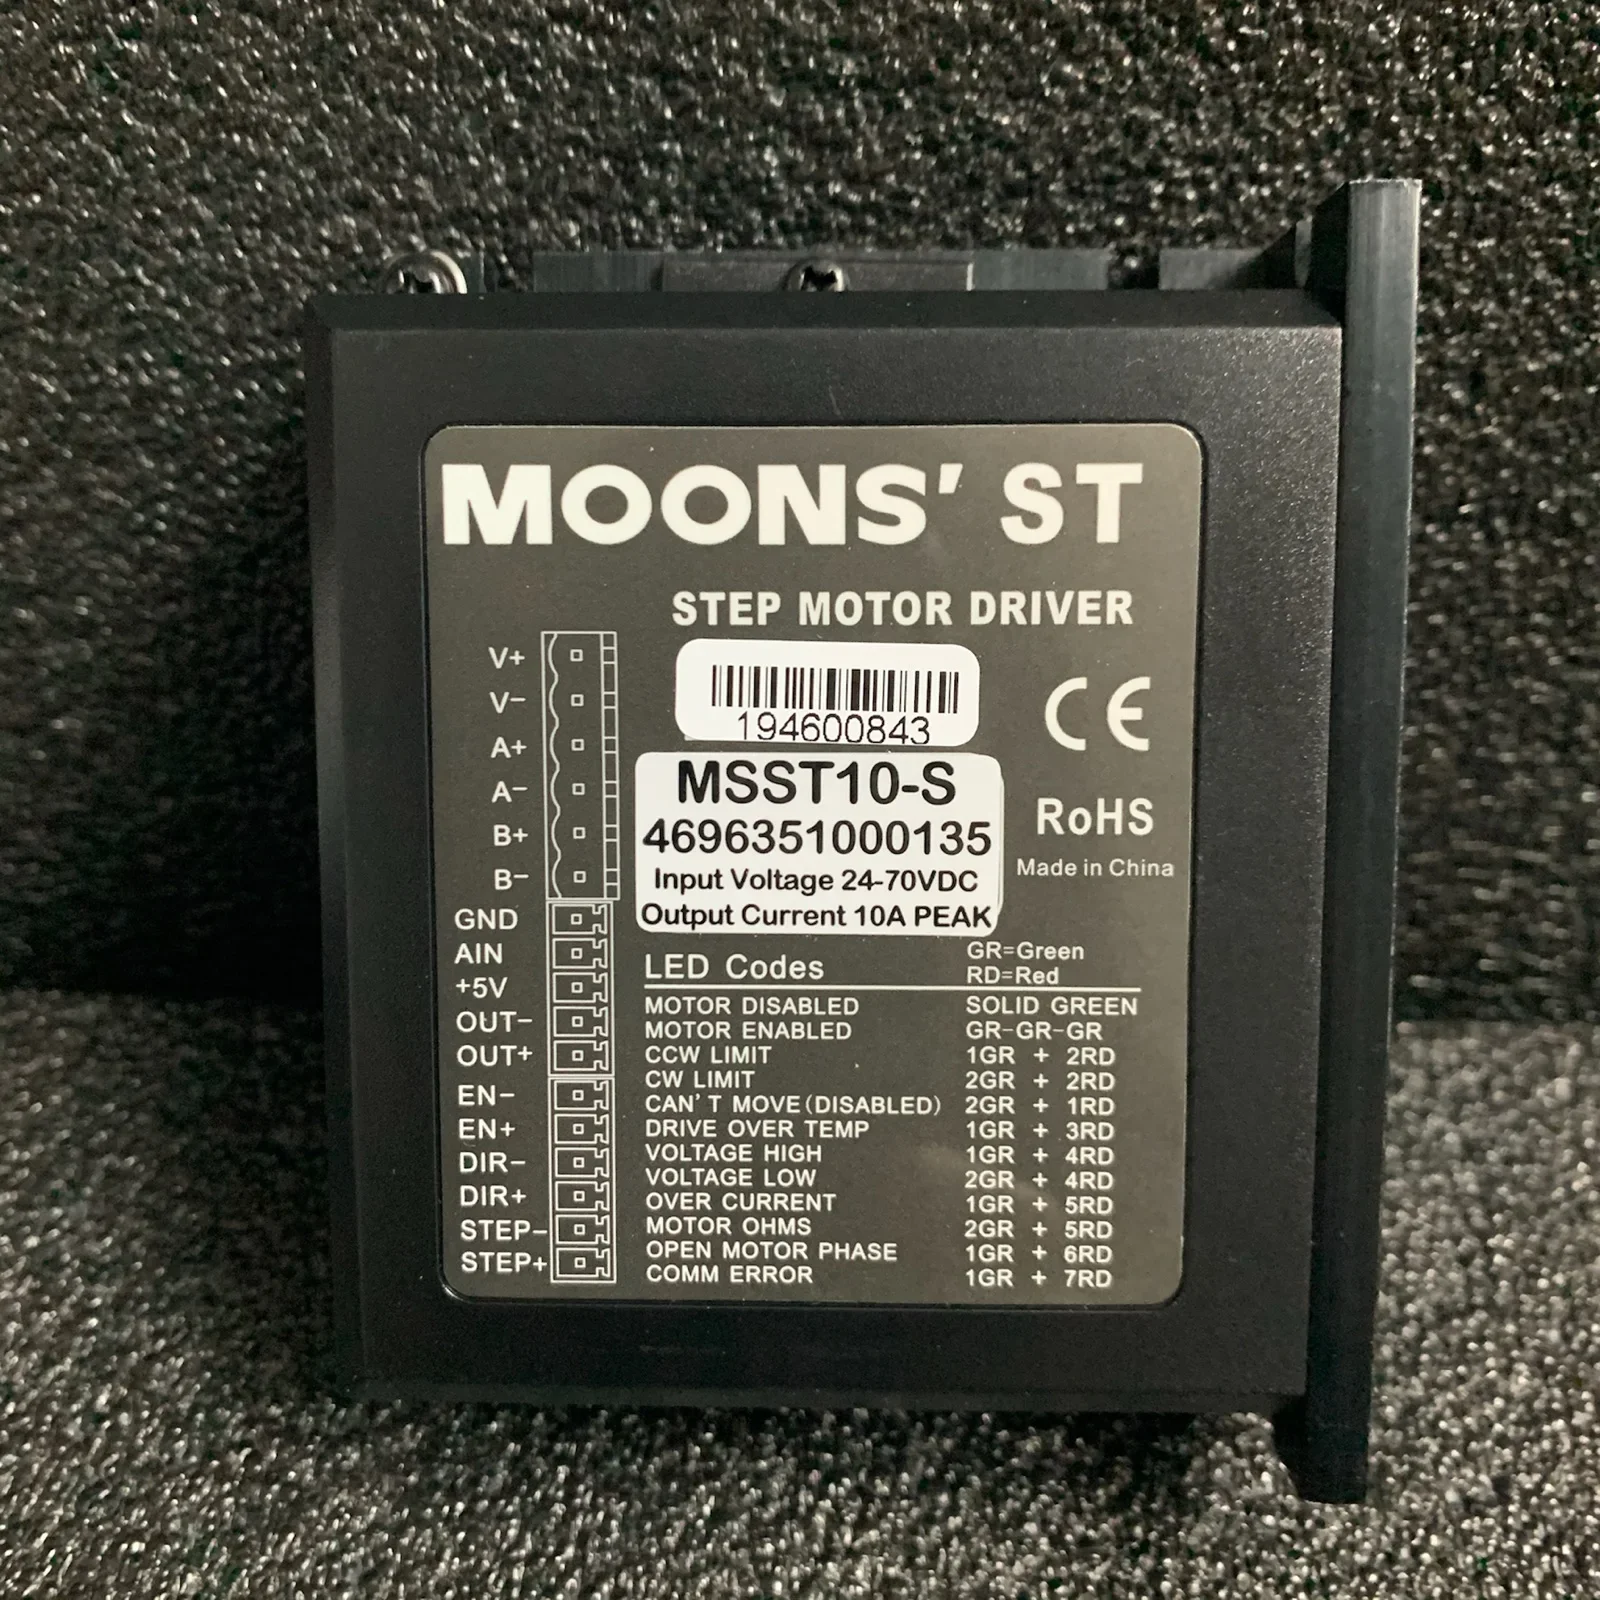 MOONS' ST
STEP MOTOR DRIVER
V+
V-
A+
A-
B+
B-
GND
AIN
+5V
OUT-
OUT+
EN-
EN+
DIR-
DIR+
STEP-
STEP+
194600843
MSST10-S
4696351000135
Input Voltage 24-70VDC
Output Current 10A PEAK
CE
RoHS
Made in China
LED Codes
GR=Green
RD=Red
MOTOR DISABLED SOLID GREEN
MOTOR ENABLED GR-GR-GR
CCW LIMIT 1GR + 2RD
CW LIMIT 2GR + 2RD
CAN'T MOVE(DISABLED) 2GR + 1RD
DRIVE OVER TEMP 1GR + 3RD
VOLTAGE HIGH 1GR + 4RD
VOLTAGE LOW 2GR + 4RD
OVER CURRENT 1GR + 5RD
MOTOR OHMS 2GR + 5RD
OPEN MOTOR PHASE 1GR + 6RD
COMM ERROR 1GR + 7RD